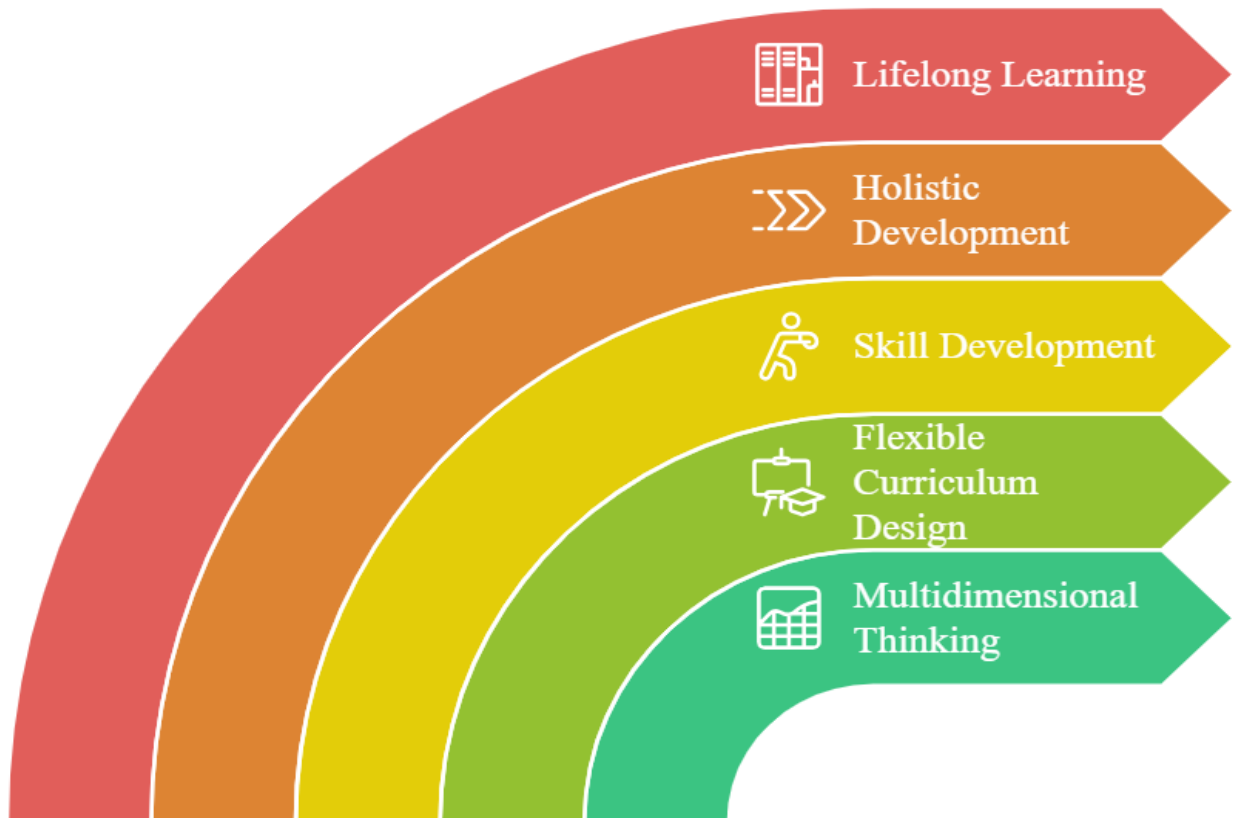 Lifelong Learning
Holistic
Development
Skill Development
Flexible
Curriculum
Design
Multidimensional
Thinking